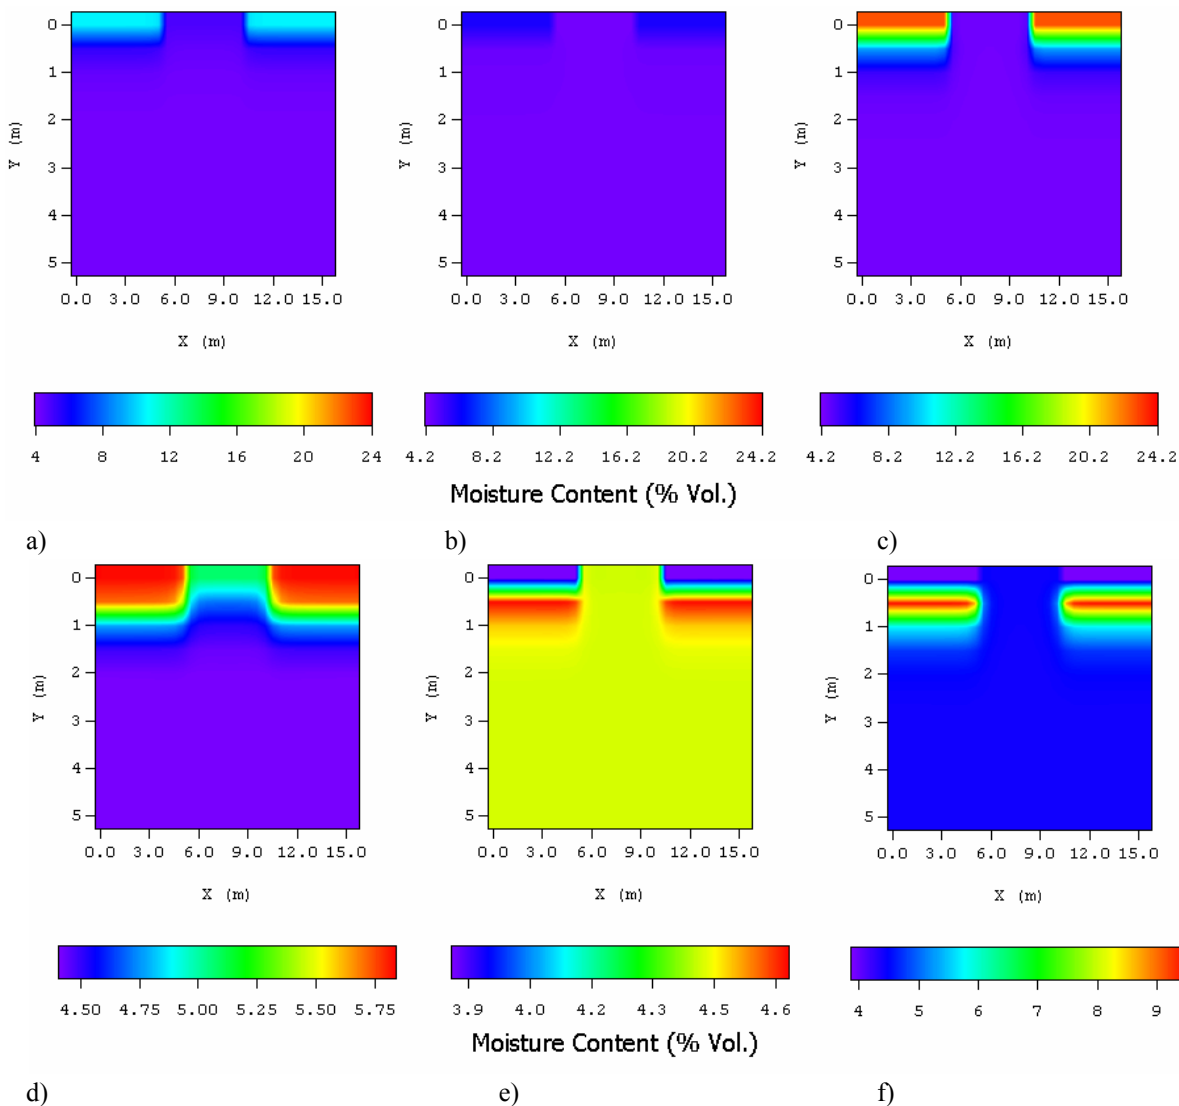 0 0 0
1 1 1
2 2 2
3 3 3
4 4 4
5 5 5
Y (m) Y (m) Y (m)
0.0 3.0 6.0 9.0 12.0 15.0 0.0 3.0 6.0 9.0 12.0 15.0 0.0 3.0 6.0 9.0 12.0 15.0
X (m) X (m) X (m)
4 8 12 16 20 24 4.2 8.2 12.2 16.2 20.2 24.2 4.2 8.2 12.2 16.2 20.2 24.2
Moisture Content (% Vol.)
a) b) c)
0 0 0
1 1 1
2 2 2
3 3 3
4 4 4
5 5 5
Y (m) Y (m) Y (m)
0.0 3.0 6.0 9.0 12.0 15.0 0.0 3.0 6.0 9.0 12.0 15.0 0.0 3.0 6.0 9.0 12.0 15.0
X (m) X (m) X (m)
4.50 4.75 5.00 5.25 5.50 5.75 3.9 4.0 4.2 4.3 4.5 4.6 4 5 6 7 8 9
Moisture Content (% Vol.)
d) e) f)